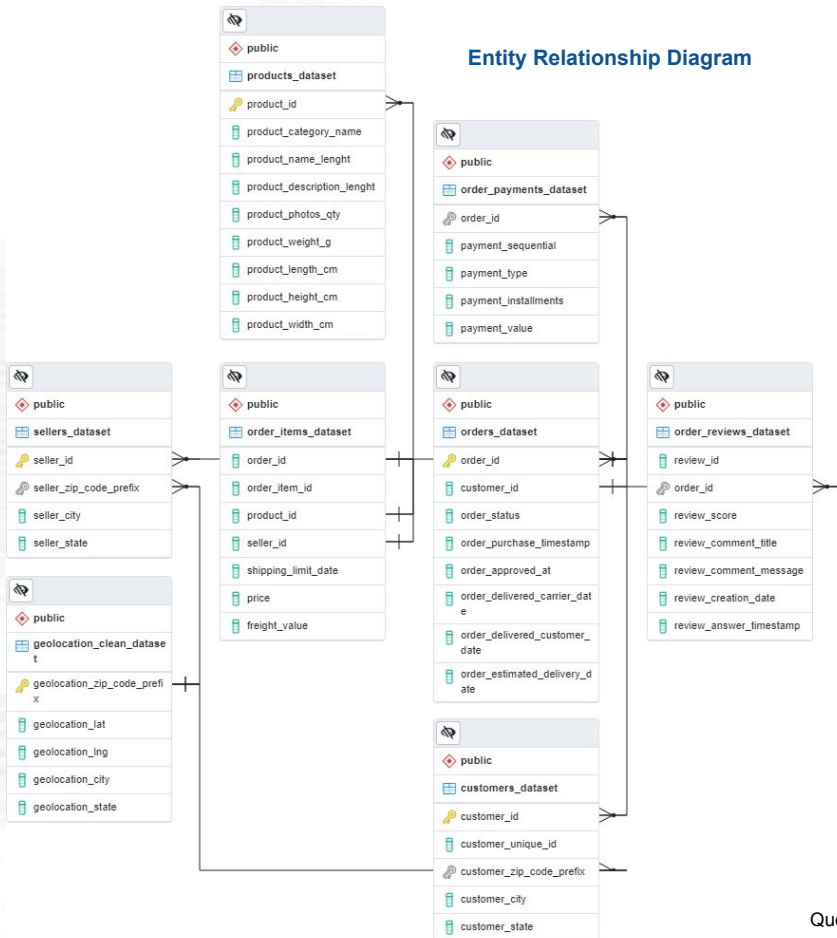 Entity Relationship Diagram
public
products_dataset
product_id
product_category_name
product_name_lenght
product_description_lenght
product_photos_qty
product_weight_g
product_length_cm
product_height_cm
product_width_cm
public
order_payments_dataset
order_id
payment_sequential
payment_type
payment_installments
payment_value
public
sellers_dataset
seller_id
seller_zip_code_prefix
seller_city
seller_state
public
order_items_dataset
order_id
order_item_id
product_id
seller_id
shipping_limit_date
price
freight_value
public
orders_dataset
order_id
customer_id
order_status
order_purchase_timestamp
order_approved_at
order_delivered_carrier_dat
e
order_delivered_customer_
date
order_estimated_delivery_d
ate
public
order_reviews_dataset
review_id
order_id
review_score
review_comment_title
review_comment_message
review_creation_date
review_answer_timestamp
public
geolocation_clean_datase
t
geolocation_zip_code_prefi
x
geolocation_lat
geolocation_lng
geolocation_city
geolocation_state
public
customers_dataset
customer_id
customer_unique_id
customer_zip_code_prefix
customer_city
customer_state